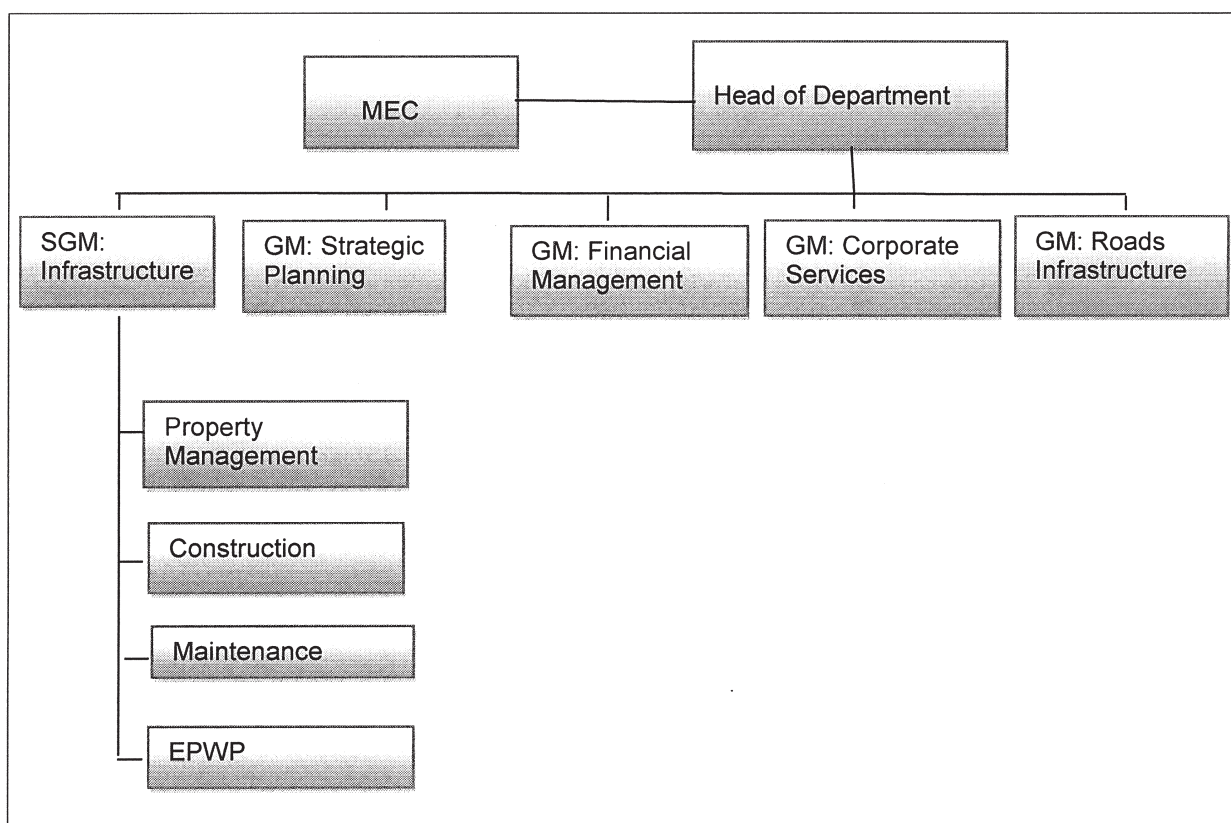 MEC
Head of Department
SGM:
Infrastructure
GM: Strategic
Planning
GM: Financial
Management
GM: Corporate
Services
GM: Roads
Infrastructure
Property
Management
Construction
Maintenance
EPWP